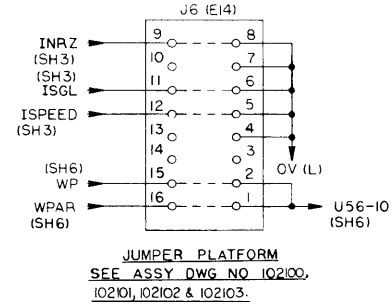 J6 (E14)
INRZ 9 8
(SH3) 10 7
(SH3)
ISGL 11 6
ISPEED 12 5
(SH3) 13 4
14 3
(SH6) 0V (L)
WP 15 2
WPAR 16 1 U56-10
(SH6) (SH6)
JUMPER PLATFORM
SEE ASSY DWG NO 102100,
102101, 102102 & 102103.